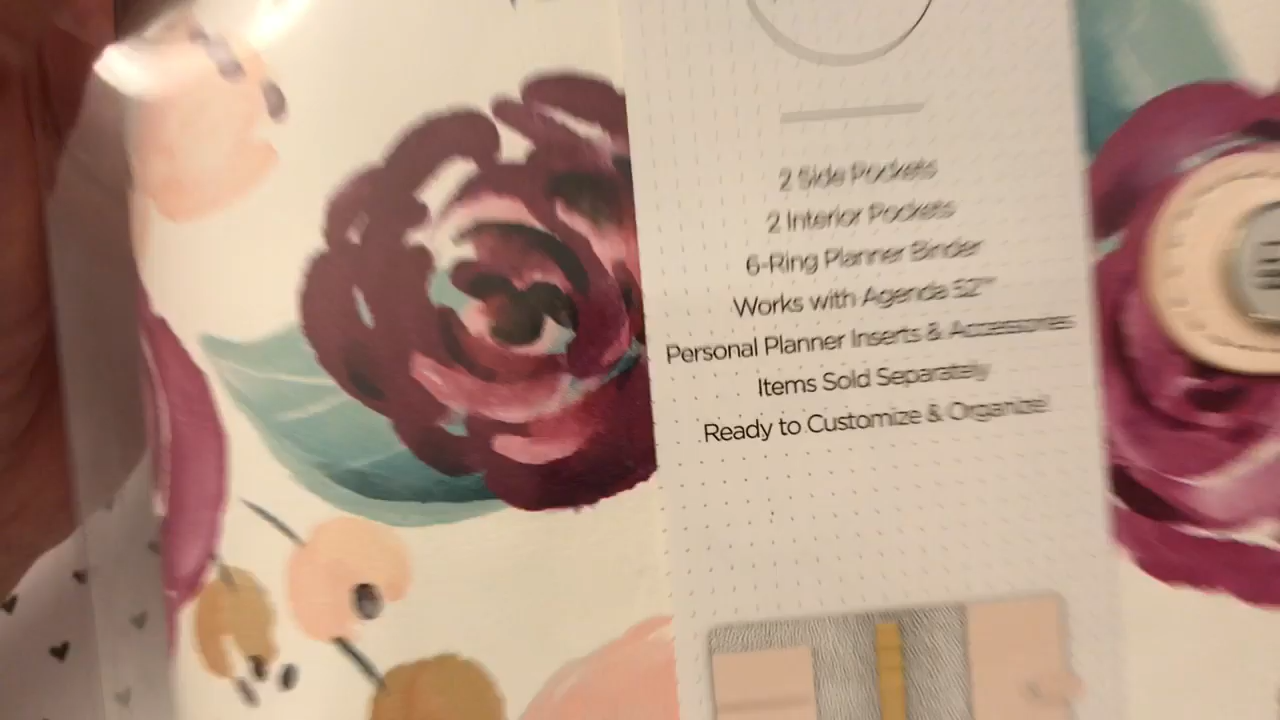 2 Side Pockets
2 Interior Pockets
6-Ring Planner Binder
Works with Agenda 52™
Personal Planner Inserts & Accessories
Items Sold Separately
Ready to Customize & Organize!